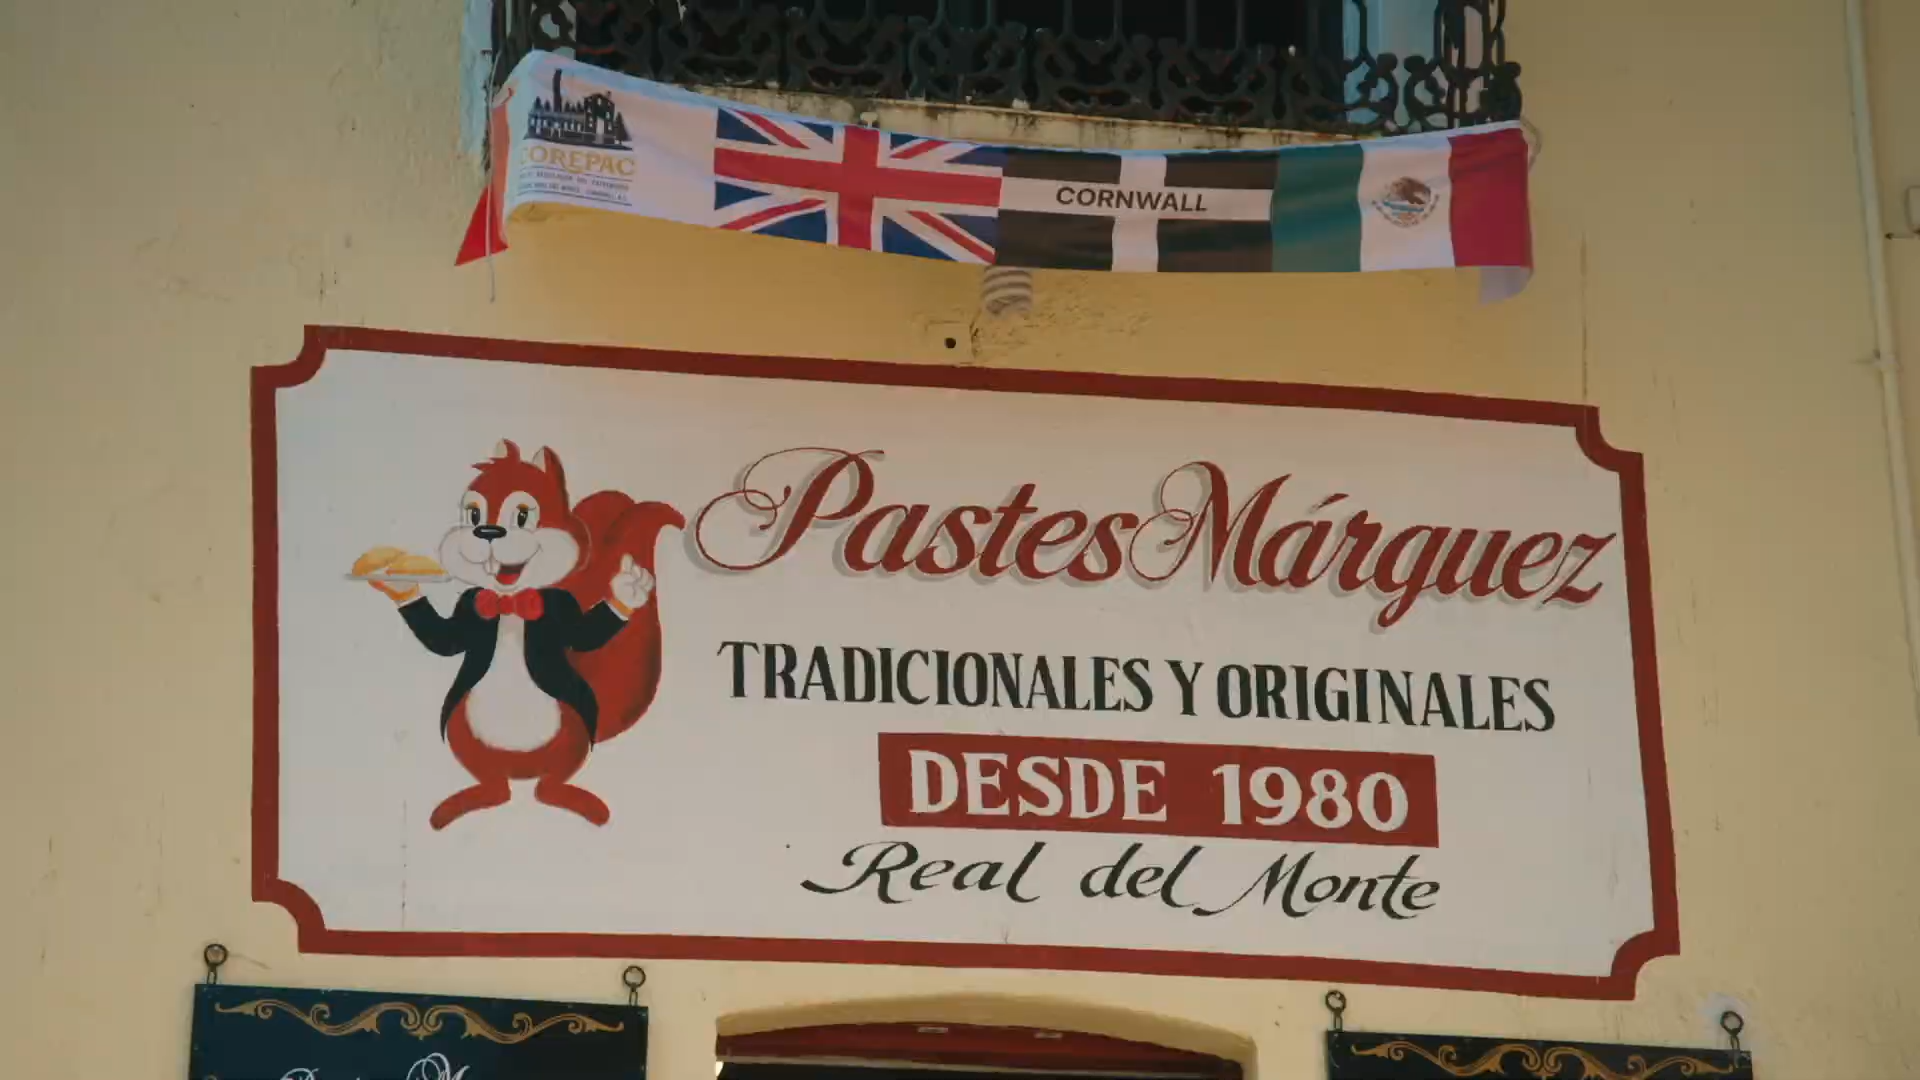 COREPAC
CORNWALL
Pastes Márquez
TRADICIONALES Y ORIGINALES
DESDE 1980
Real del Monte